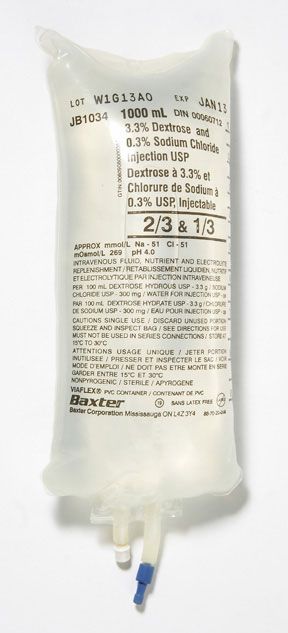 LOT W1G13A0 EXP JAN13
JB1034 1000 mL DIN 00060712
3.3% Dextrose and
0.3% Sodium Chloride
Injection USP
Dextrose à 3.3% et
Chlorure de Sodium à
0.3% USP, Injectable
2/3 & 1/3
APPROX mmol/L Na - 51 Cl - 51
mOsmol/L 269 pH 4.0
INTRAVENOUS FLUID, NUTRIENT AND ELECTROLYTE
REPLENISHMENT / RETABLISSEMENT LIQUIDIEN, NUTRITIF
ET ELECTROLYTIQUE PAR INJECTION INTRAVEINEUSE
PER 100 mL DEXTROSE HYDROUS USP - 3.3 g / SODIUM
CHLORIDE USP - 300 mg / WATER FOR INJECTION USP
PAR 100 mL DEXTROSE HYDRATE USP - 3.3 g / CHLORURE
DE SODIUM USP - 300 mg / EAU POUR INJECTION USP
CAUTIONS SINGLE USE / DISCARD UNUSED PORTION
SQUEEZE AND INSPECT BAG / SEE DIRECTIONS FOR USE
MUST NOT BE USED IN SERIES CONNECTIONS / STORE AT
15°C TO 30°C
ATTENTIONS USAGE UNIQUE / JETER PORTION
INUTILISEE / PRESSER ET INSPECTER LE SAC / VOIR
MODE D'EMPLOI / NE DOIT PAS ETRE MONTE EN SERIE
GARDER ENTRE 15°C ET 30°C
NONPYROGENIC / STERILE / APYROGENE
VIAFLEX® PVC CONTAINER / CONTENANT DE PVC
Baxter SANS LATEX FREE
Baxter Corporation Mississauga ON L4Z 3Y4